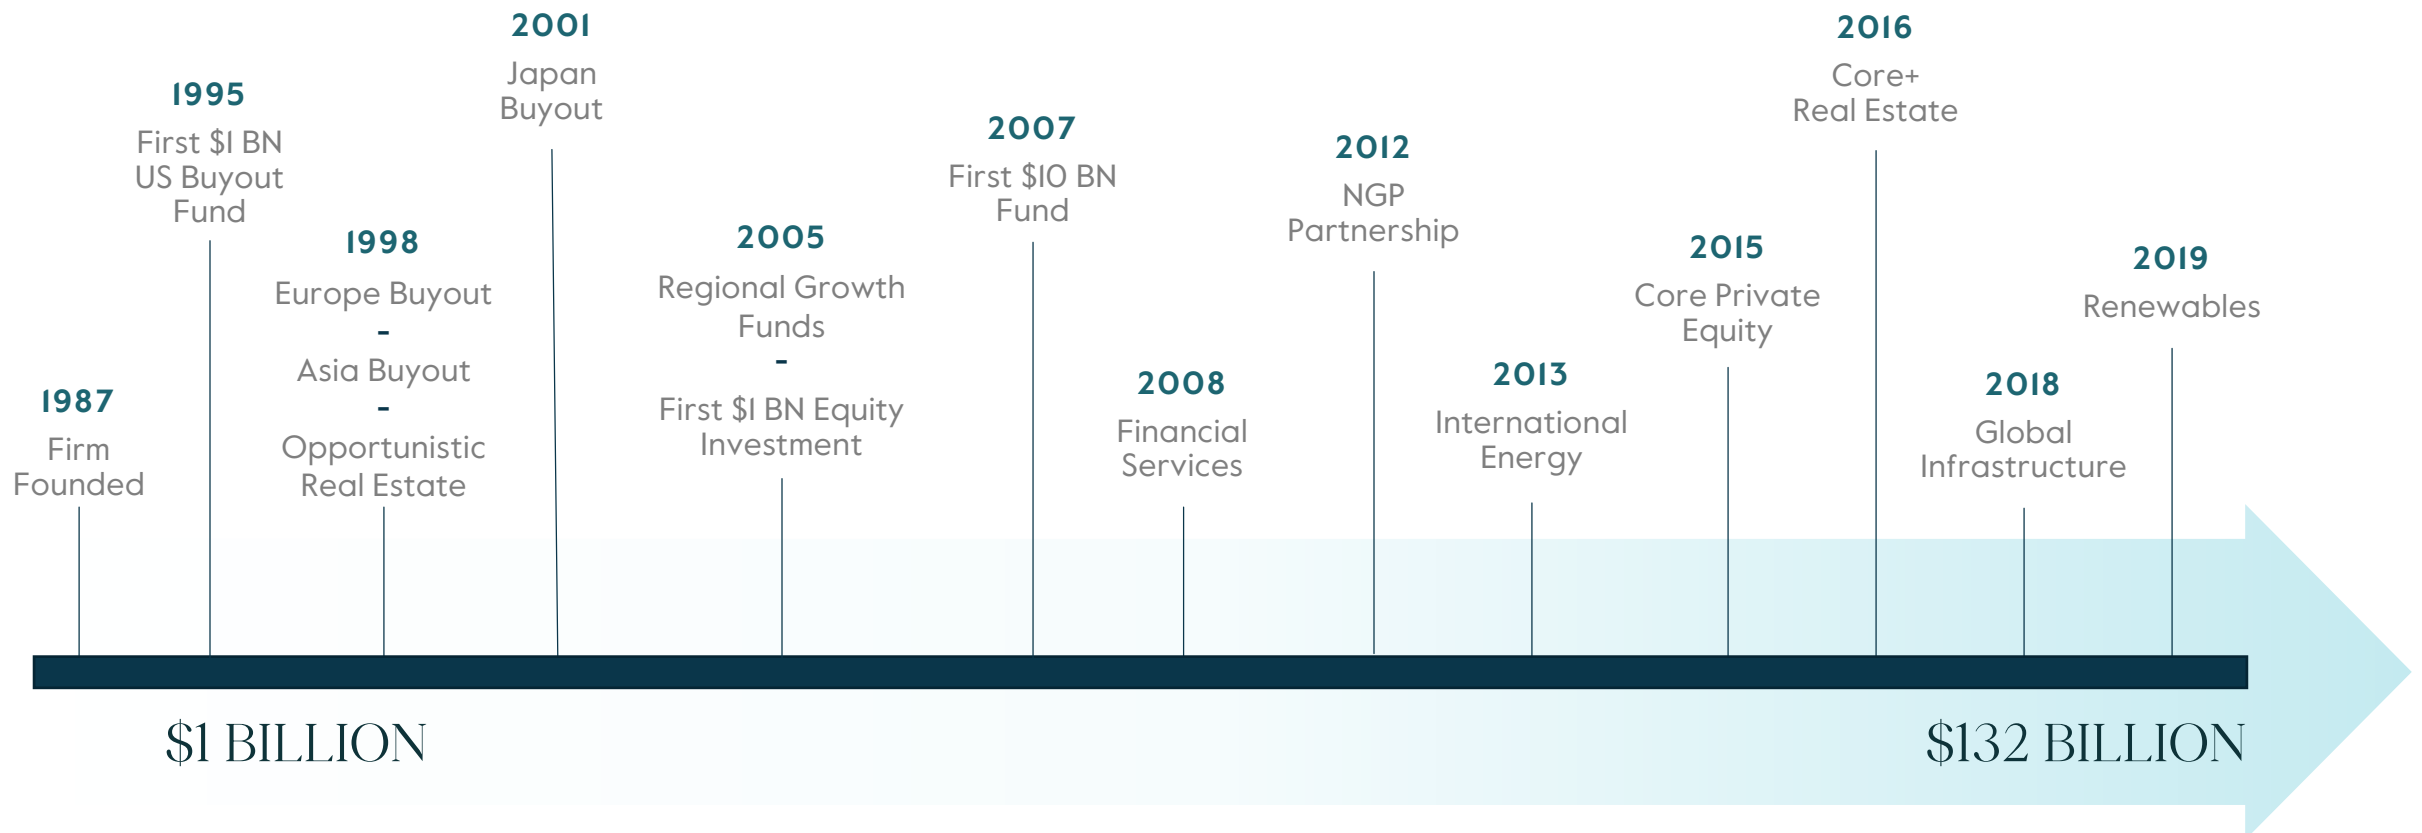 1987
Firm
Founded
1995
First $1 BN
US Buyout
Fund
1998
Europe Buyout
-
Asia Buyout
-
Opportunistic
Real Estate
2001
Japan
Buyout
2005
Regional Growth
Funds
-
First $1 BN Equity
Investment
2007
First $10 BN
Fund
2008
Financial
Services
2012
NGP
Partnership
2013
International
Energy
2015
Core Private
Equity
2016
Core+
Real Estate
2018
Global
Infrastructure
2019
Renewables
$1 BILLION
$132 BILLION